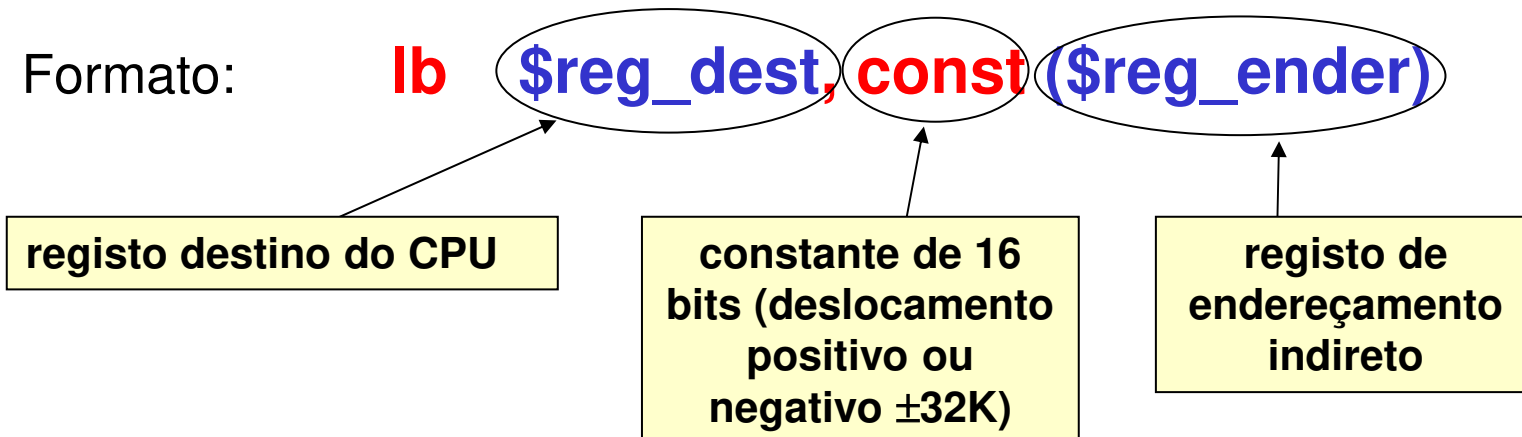 Formato: lb $reg_dest, const ($reg_ender)
registo destino do CPU
constante de 16
bits (deslocamento
positivo ou
negativo ±32K)
registo de
endereçamento
indireto